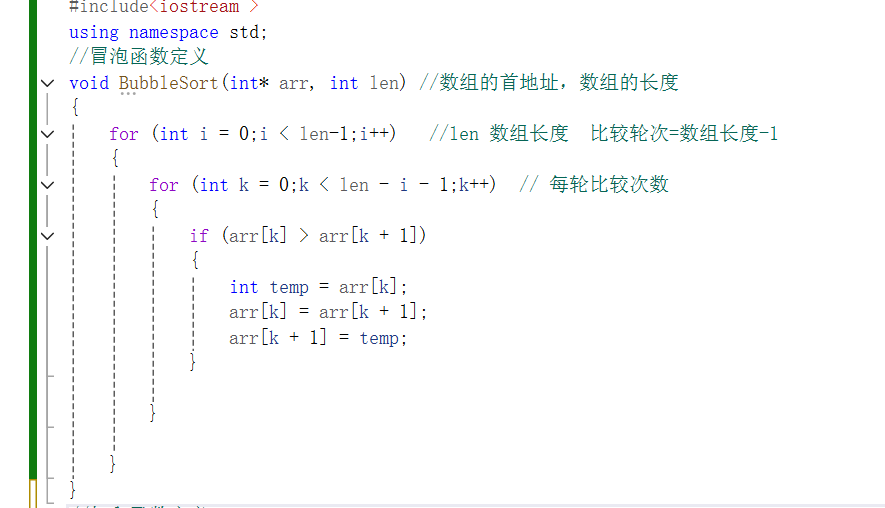 #include<iostream >
using namespace std;
//冒泡函数定义
void BubbleSort(int* arr, int len) //数组的首地址，数组的长度
{
for (int i = 0;i < len-1;i++) //len 数组长度 比较轮次=数组长度-1
{
for (int k = 0;k < len - i - 1;k++) // 每轮比较次数
{
if (arr[k] > arr[k + 1])
{
int temp = arr[k];
arr[k] = arr[k + 1];
arr[k + 1] = temp;
}
}
}
}